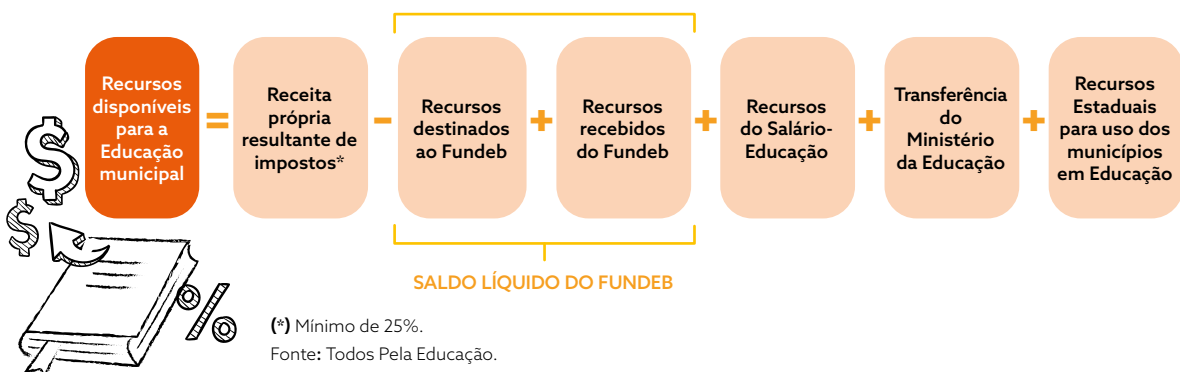 Recursos
disponíveis
para a
Educação
municipal
=
Receita
própria
resultante de
impostos*
-
Recursos
destinados
ao Fundeb
+
Recursos
recebidos
do Fundeb
+
Recursos
do Salário-
Educação
+
Transferência
do
Ministério
da Educação
+
Recursos
Estaduais
para uso dos
municípios
em Educação
$
$
%
SALDO LÍQUIDO DO FUNDEB
(*) Mínimo de 25%.
Fonte: Todos Pela Educação.